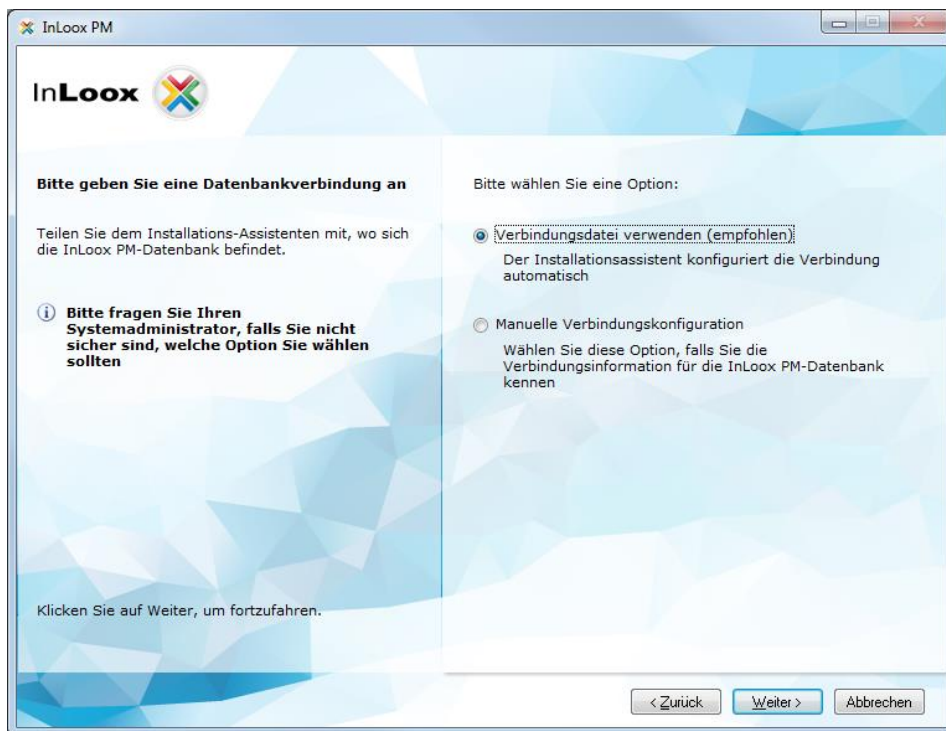 InLoox PM
InLoox
Bitte geben Sie eine Datenbankverbindung an
Teilen Sie dem Installations-Assistenten mit, wo sich
die InLoox PM-Datenbank befindet.
Bitte fragen Sie Ihren
Systemadministrator, falls Sie nicht
sicher sind, welche Option Sie wählen
sollten
Klicken Sie auf Weiter, um fortzufahren.
Bitte wählen Sie eine Option:
Verbindungsdatei verwenden (empfohlen)
Der Installationsassistent konfiguriert die Verbindung
automatisch
Manuelle Verbindungskonfiguration
Wählen Sie diese Option, falls Sie die
Verbindungsinformation für die InLoox PM-Datenbank
kennen
< Zurück
Weiter >
Abbrechen